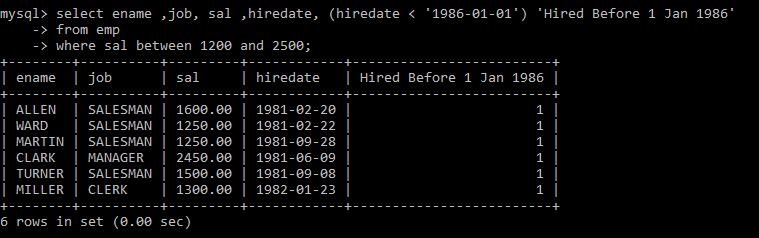 mysql> select ename ,job, sal ,hiredate, (hiredate < '1986-01-01') 'Hired Before 1 Jan 1986'
    -> from emp
    -> where sal between 1200 and 2500;
+--------+----------+---------+------------+-------------------------+
| ename  | job      | sal     | hiredate   | Hired Before 1 Jan 1986 |
+--------+----------+---------+------------+-------------------------+
| ALLEN  | SALESMAN | 1600.00 | 1981-02-20 |                       1 |
| WARD   | SALESMAN | 1250.00 | 1981-02-22 |                       1 |
| MARTIN | SALESMAN | 1250.00 | 1981-09-28 |                       1 |
| CLARK  | MANAGER  | 2450.00 | 1981-06-09 |                       1 |
| TURNER | SALESMAN | 1500.00 | 1981-09-08 |                       1 |
| MILLER | CLERK    | 1300.00 | 1982-01-23 |                       1 |
+--------+----------+---------+------------+-------------------------+
6 rows in set (0.00 sec)